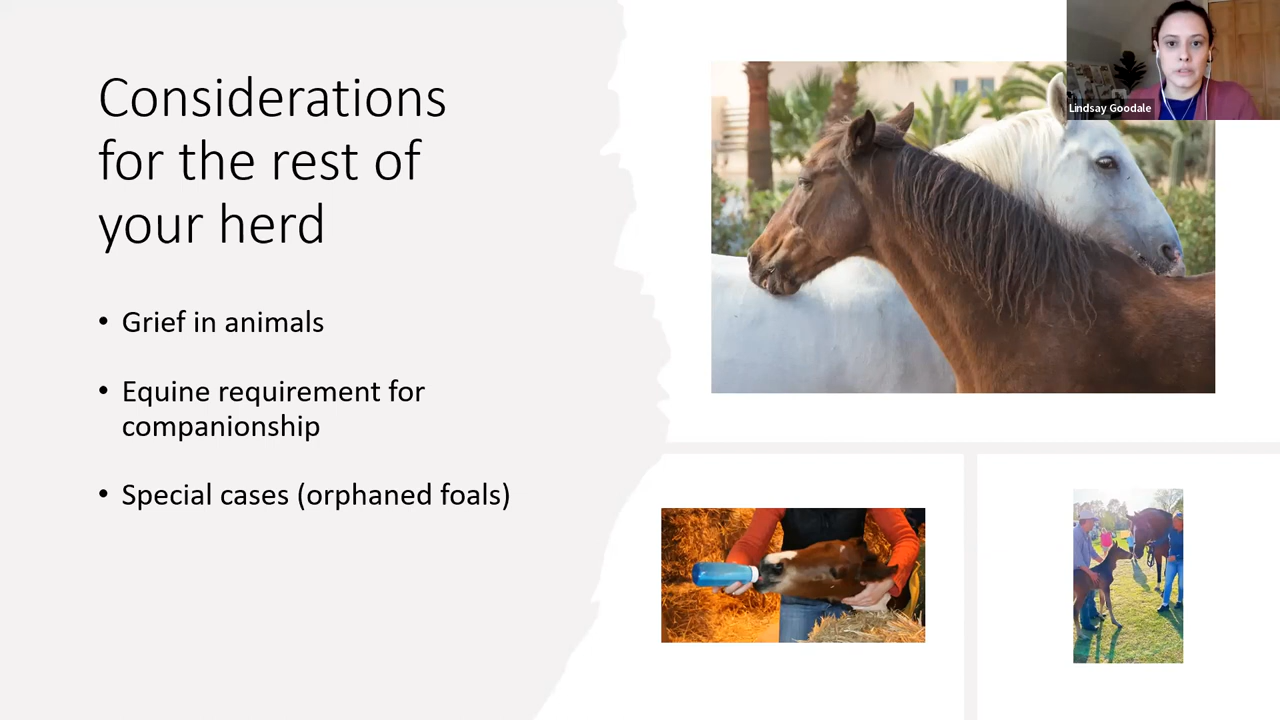 Considerations
for the rest of
your herd
• Grief in animals
• Equine requirement for
companionship
• Special cases (orphaned foals)
Lindsay Goodale